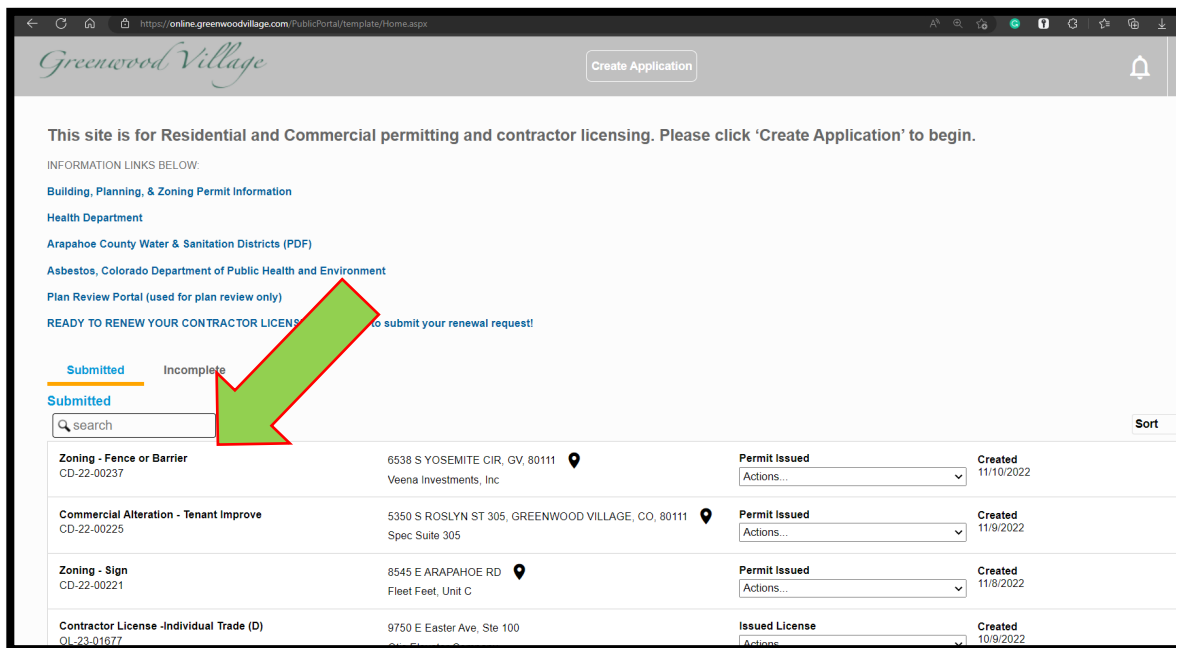 https://online.greenwoodvillage.com/PublicPortal/template/Home.aspx
Greenwood Village
Create Application
This site is for Residential and Commercial permitting and contractor licensing. Please click ‘Create Application’ to begin.
INFORMATION LINKS BELOW:
Building, Planning, & Zoning Permit Information
Health Department
Arapahoe County Water & Sanitation Districts (PDF)
Asbestos, Colorado Department of Public Health and Environment
Plan Review Portal (used for plan review only)
READY TO RENEW YOUR CONTRACTOR to submit your renewal request!
Submitted Incomplete
Submitted
search
Sort
Zoning - Fence or Barrier 6538 S YOSEMITE CIR, GV, 80111 Permit Issued Created
CD-22-00237 Veena Investments, Inc Actions... 11/10/2022
Commercial Alteration - Tenant Improve 5350 S ROSLYN ST 305, GREENWOOD VILLAGE, CO, 80111 Permit Issued Created
CD-22-00225 Spec Suite 305 Actions... 11/9/2022
Zoning - Sign 8545 E ARAPAHOE RD Permit Issued Created
CD-22-00221 Fleet Feet, Unit C Actions... 11/8/2022
Contractor License -Individual Trade (D) 9750 E Easter Ave, Ste 100 Issued License Created
OL-23-01677 Actions... 10/9/2022